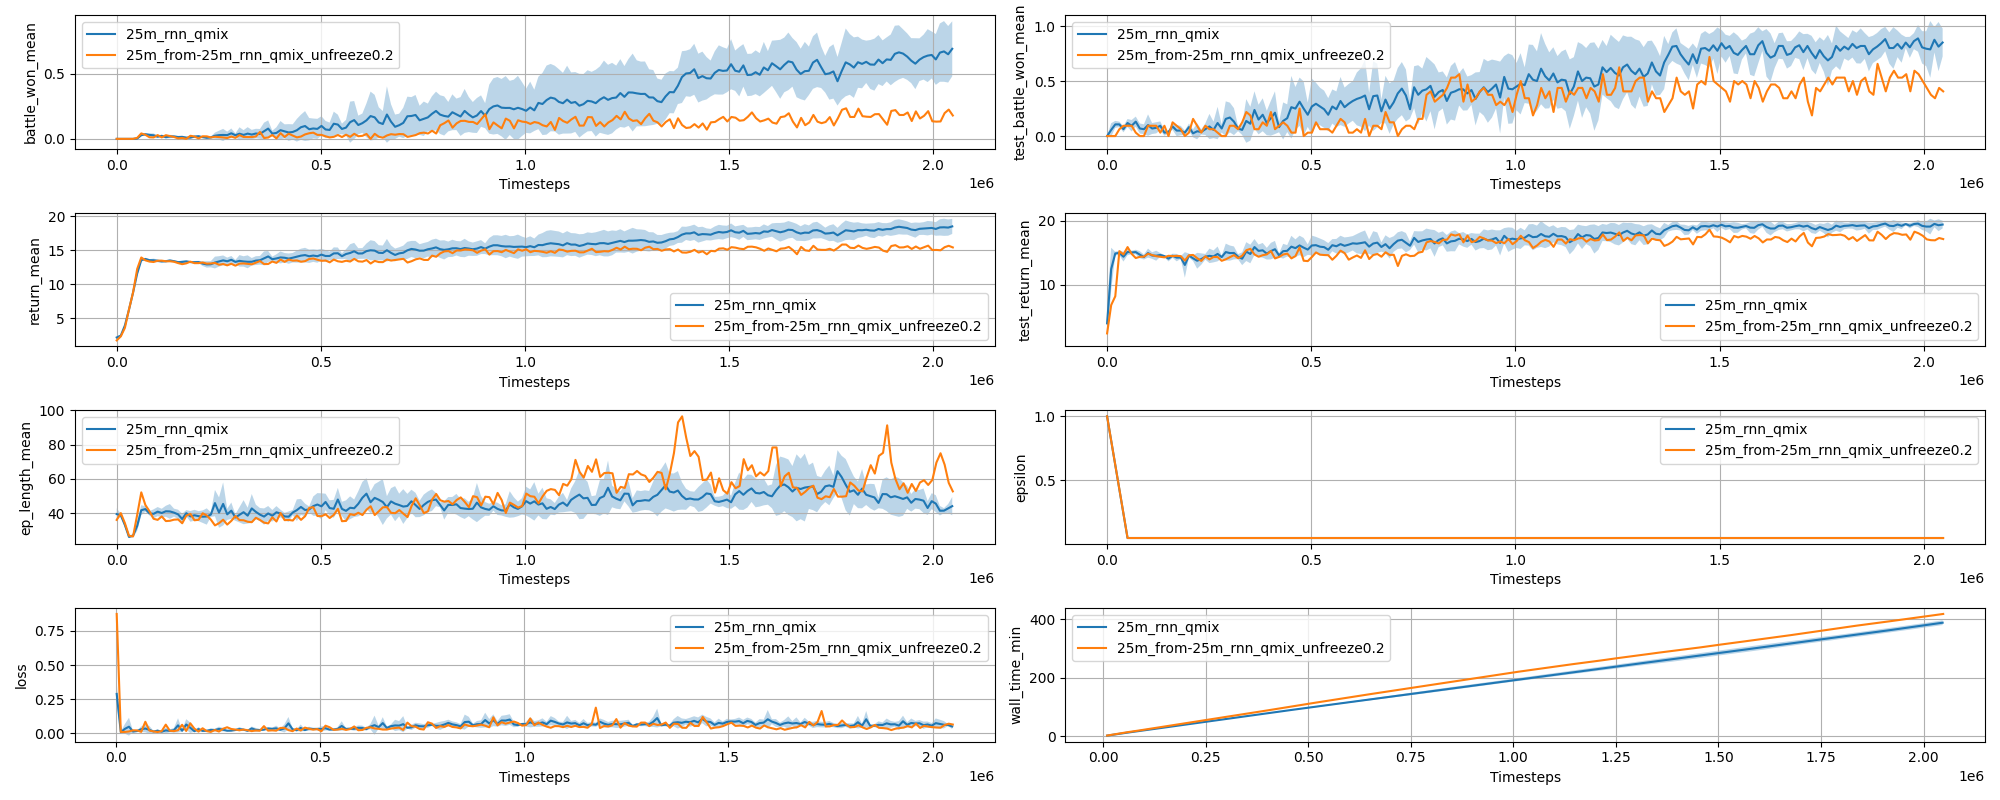 battle_won_mean
0.5
0.0
25m_rnn_qmix
25m_from-25m_rnn_qmix_unfreeze0.2
0.0 0.5 1.0 1.5 2.0
Timesteps
1e6
test_battle_won_mean
1.0
0.5
0.0
25m_rnn_qmix
25m_from-25m_rnn_qmix_unfreeze0.2
0.0 0.5 1.0 1.5 2.0
Timesteps
1e6
return_mean
20
15
10
5
25m_rnn_qmix
25m_from-25m_rnn_qmix_unfreeze0.2
0.0 0.5 1.0 1.5 2.0
Timesteps
1e6
test_return_mean
20
10
25m_rnn_qmix
25m_from-25m_rnn_qmix_unfreeze0.2
0.0 0.5 1.0 1.5 2.0
Timesteps
1e6
ep_length_mean
100
80
60
40
25m_rnn_qmix
25m_from-25m_rnn_qmix_unfreeze0.2
0.0 0.5 1.0 1.5 2.0
Timesteps
1e6
epsilon
1.0
0.5
25m_rnn_qmix
25m_from-25m_rnn_qmix_unfreeze0.2
0.0 0.5 1.0 1.5 2.0
Timesteps
1e6
loss
0.75
0.50
0.25
0.00
25m_rnn_qmix
25m_from-25m_rnn_qmix_unfreeze0.2
0.0 0.5 1.0 1.5 2.0
Timesteps
1e6
wall_time_min
400
200
0
25m_rnn_qmix
25m_from-25m_rnn_qmix_unfreeze0.2
0.00 0.25 0.50 0.75 1.00 1.25 1.50 1.75 2.00
Timesteps
1e6